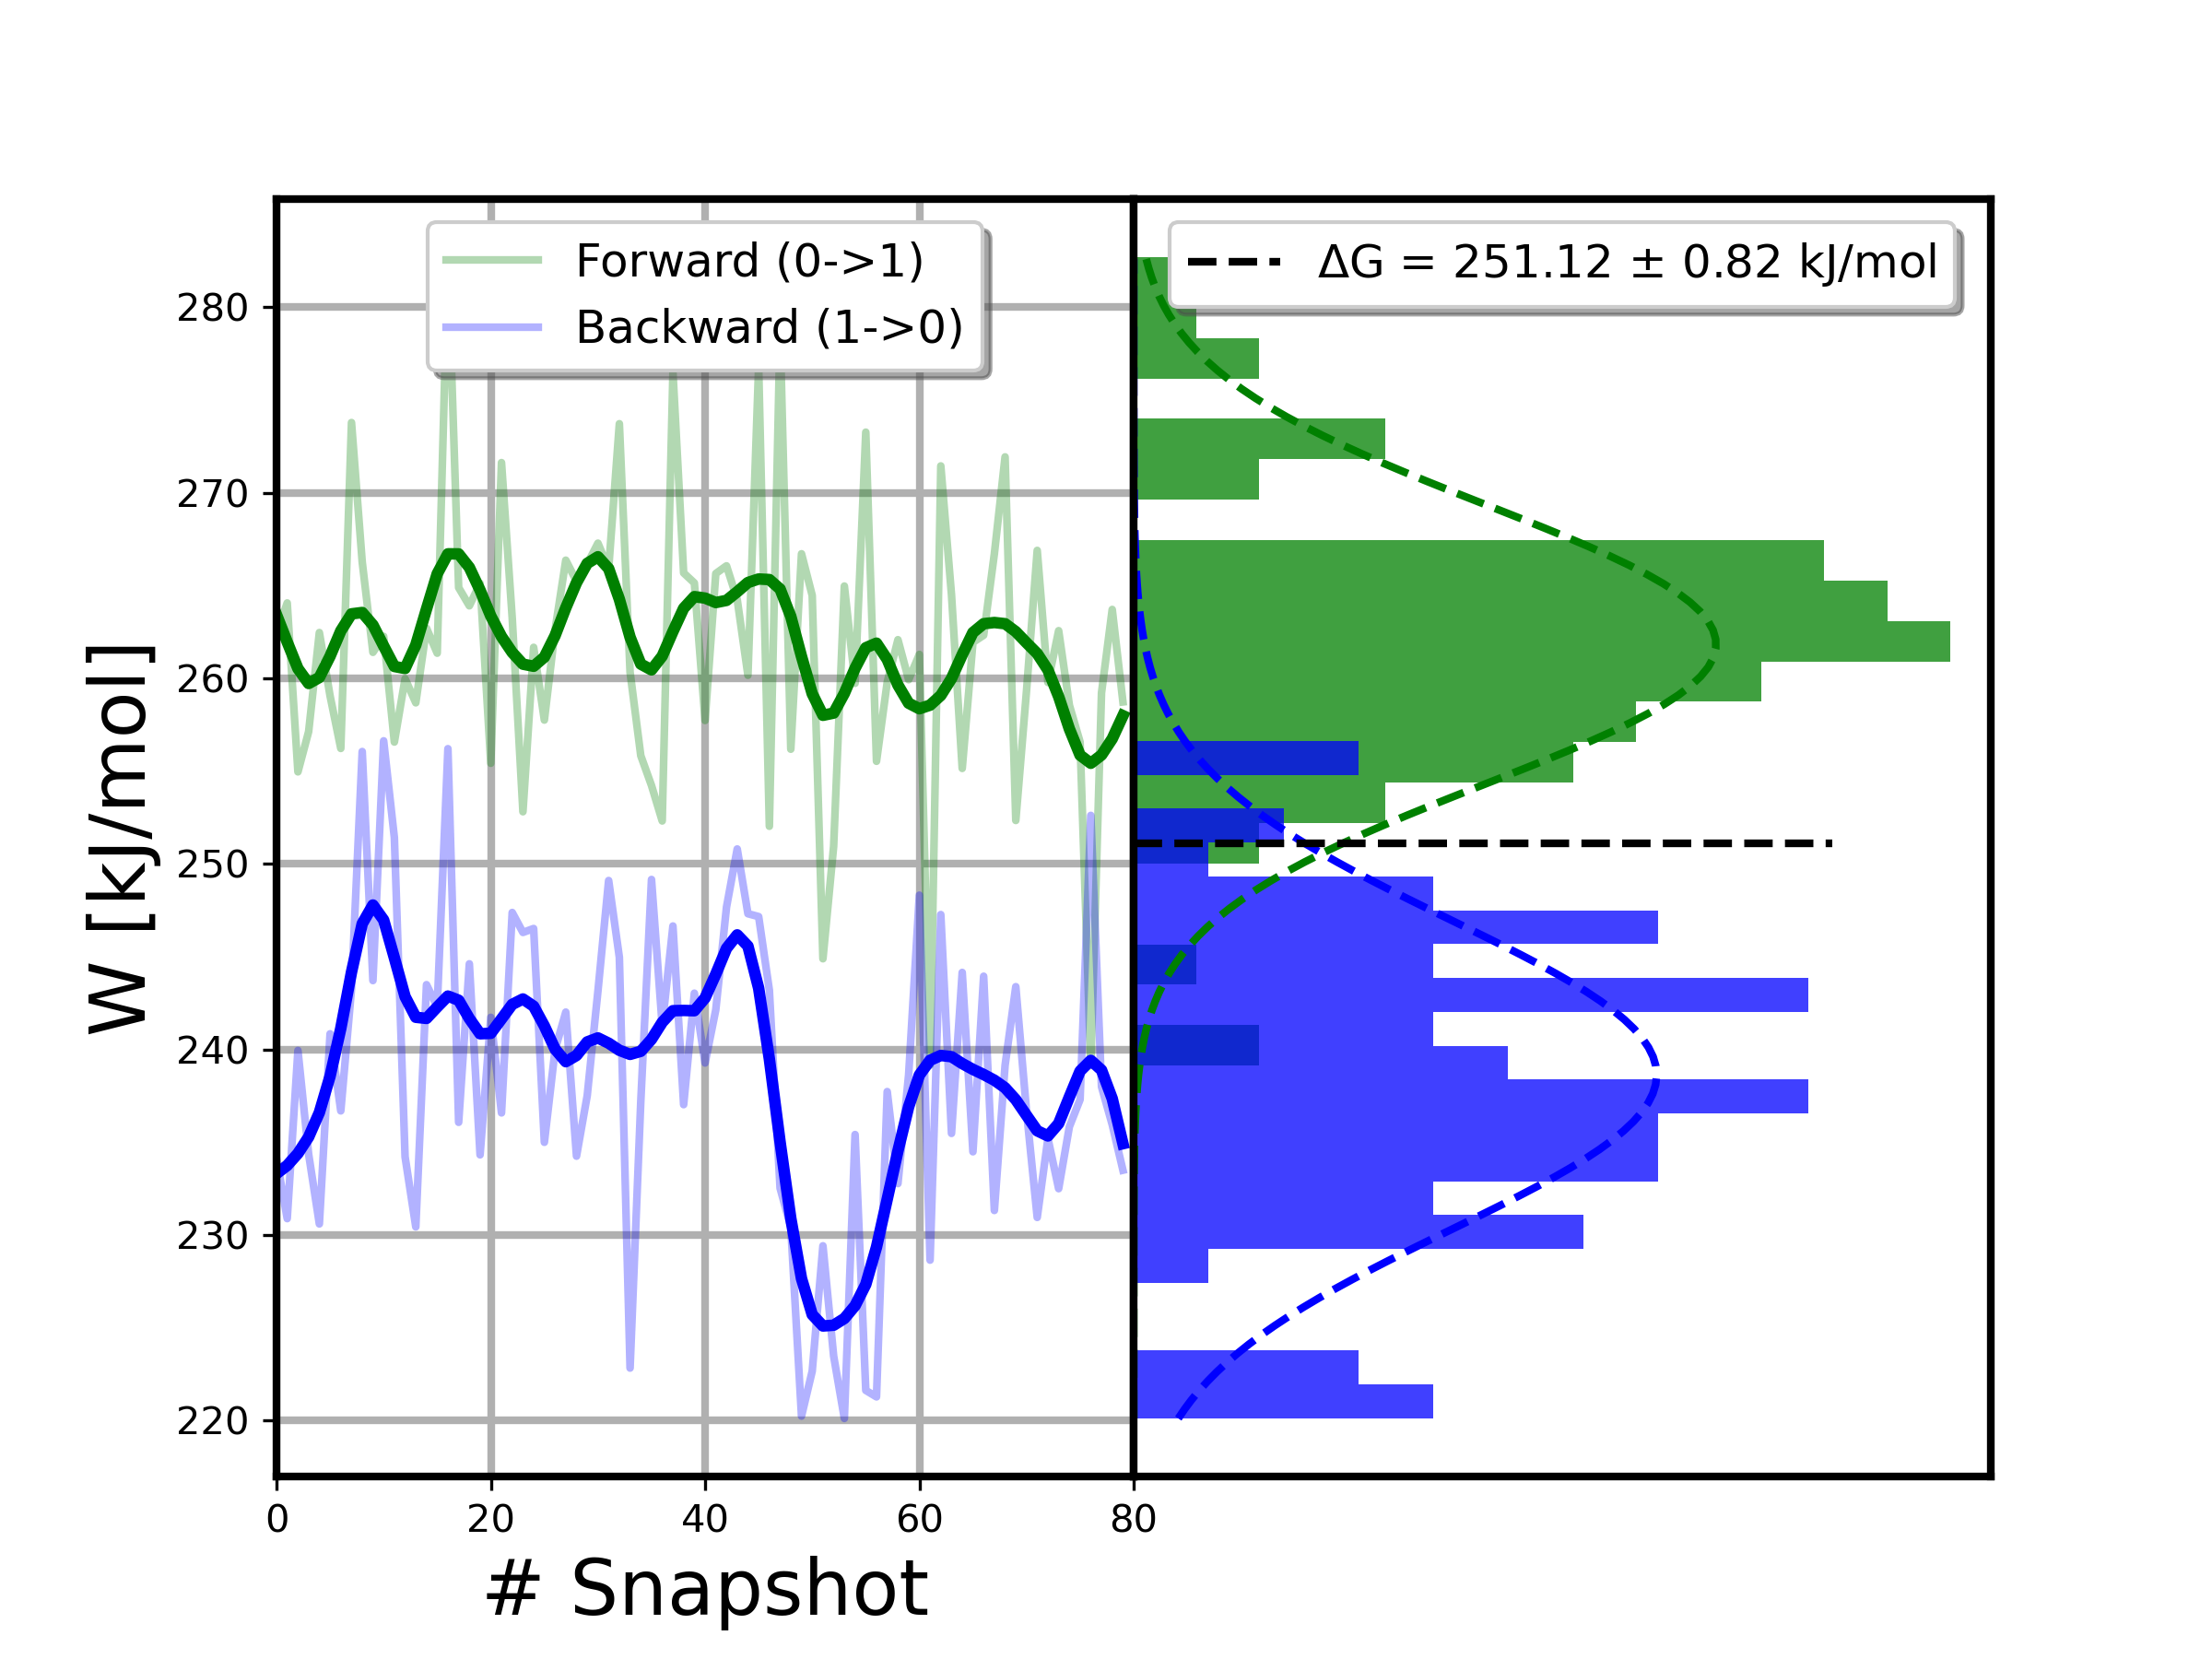 Forward (0->1)
Backward (1->0)
ΔG = 251.12 ± 0.82 kJ/mol
280
270
260
250
240
230
220
W [kJ/mol]
0 20 40 60 80
# Snapshot